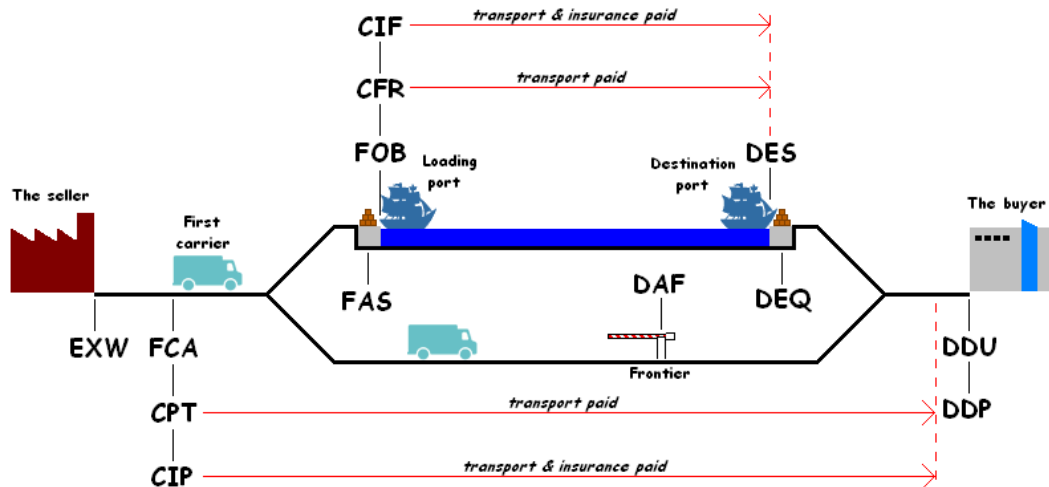 CIF
transport & insurance paid
CFR
transport paid
FOB
Loading
port
Destination
port
DES
The seller
First
carrier
The buyer
FAS
DAF
DEQ
EXW
FCA
Frontier
DDU
CPT
transport paid
DDP
CIP
transport & insurance paid